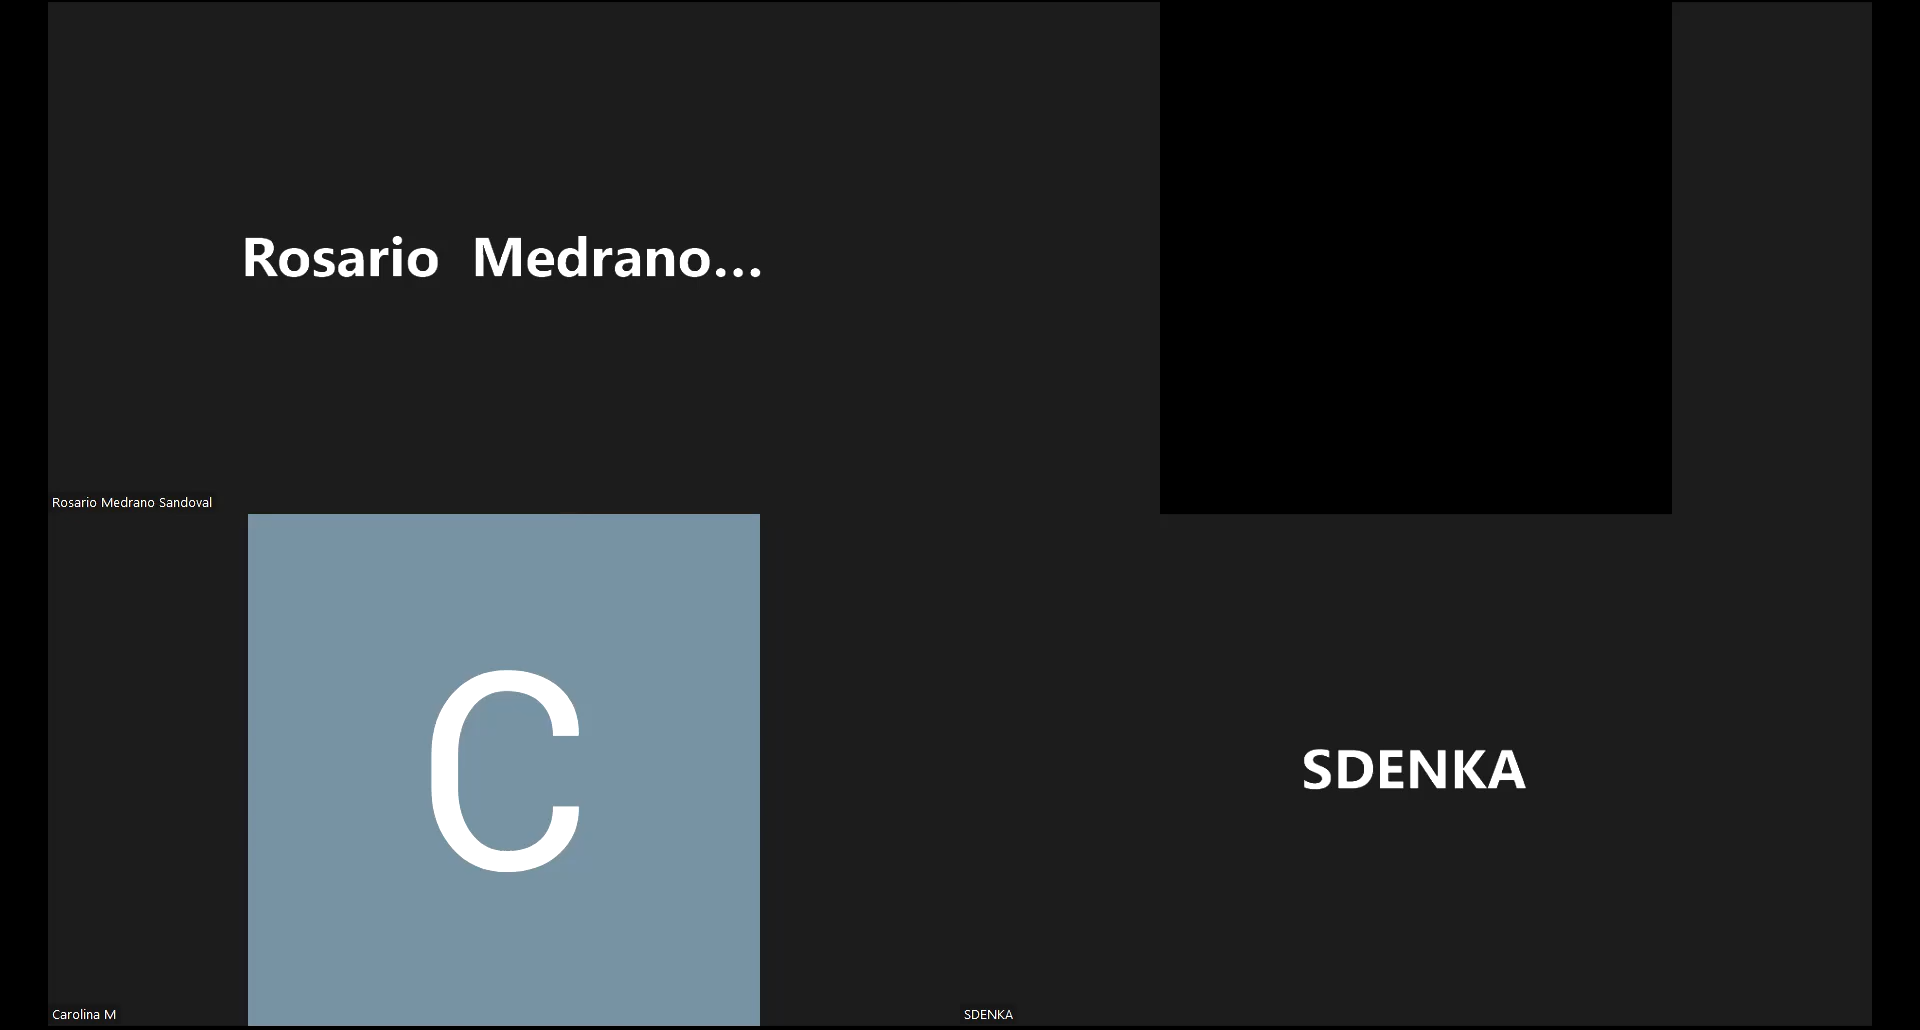 Rosario Medrano...
Rosario Medrano Sandoval
C
SDENKA
Carolina M
SDENKA